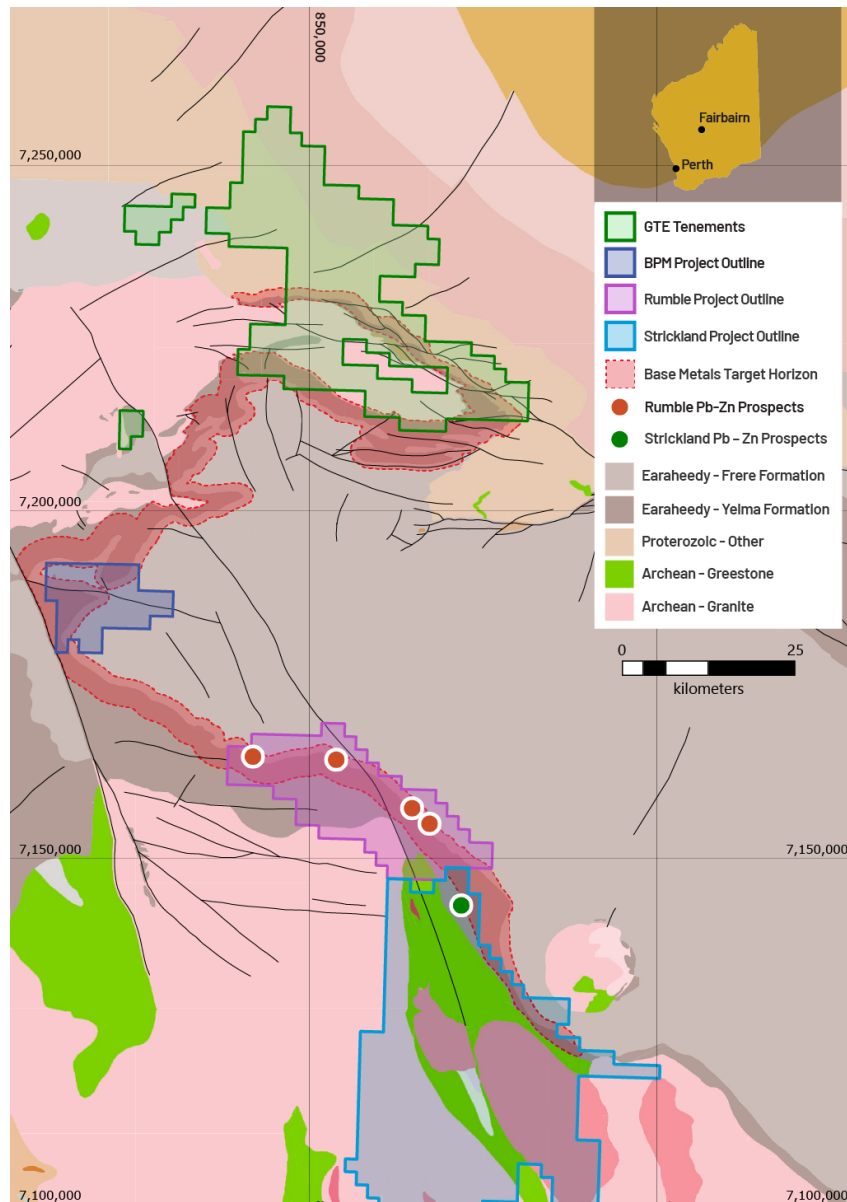 850,000
Fairbairn
Perth
7,250,000
GTE Tenements
BPM Project Outline
Rumble Project Outline
Strickland Project Outline
Base Metals Target Horizon
Rumble Pb-Zn Prospects
Strickland Pb – Zn Prospects
Earaheedy – Frere Formation
Earaheedy – Yelma Formation
Proterozoic – Other
Archean – Greestone
Archean – Granite
7,200,000
0
25
kilometers
7,150,000
7,150,000
7,100,000
7,100,000